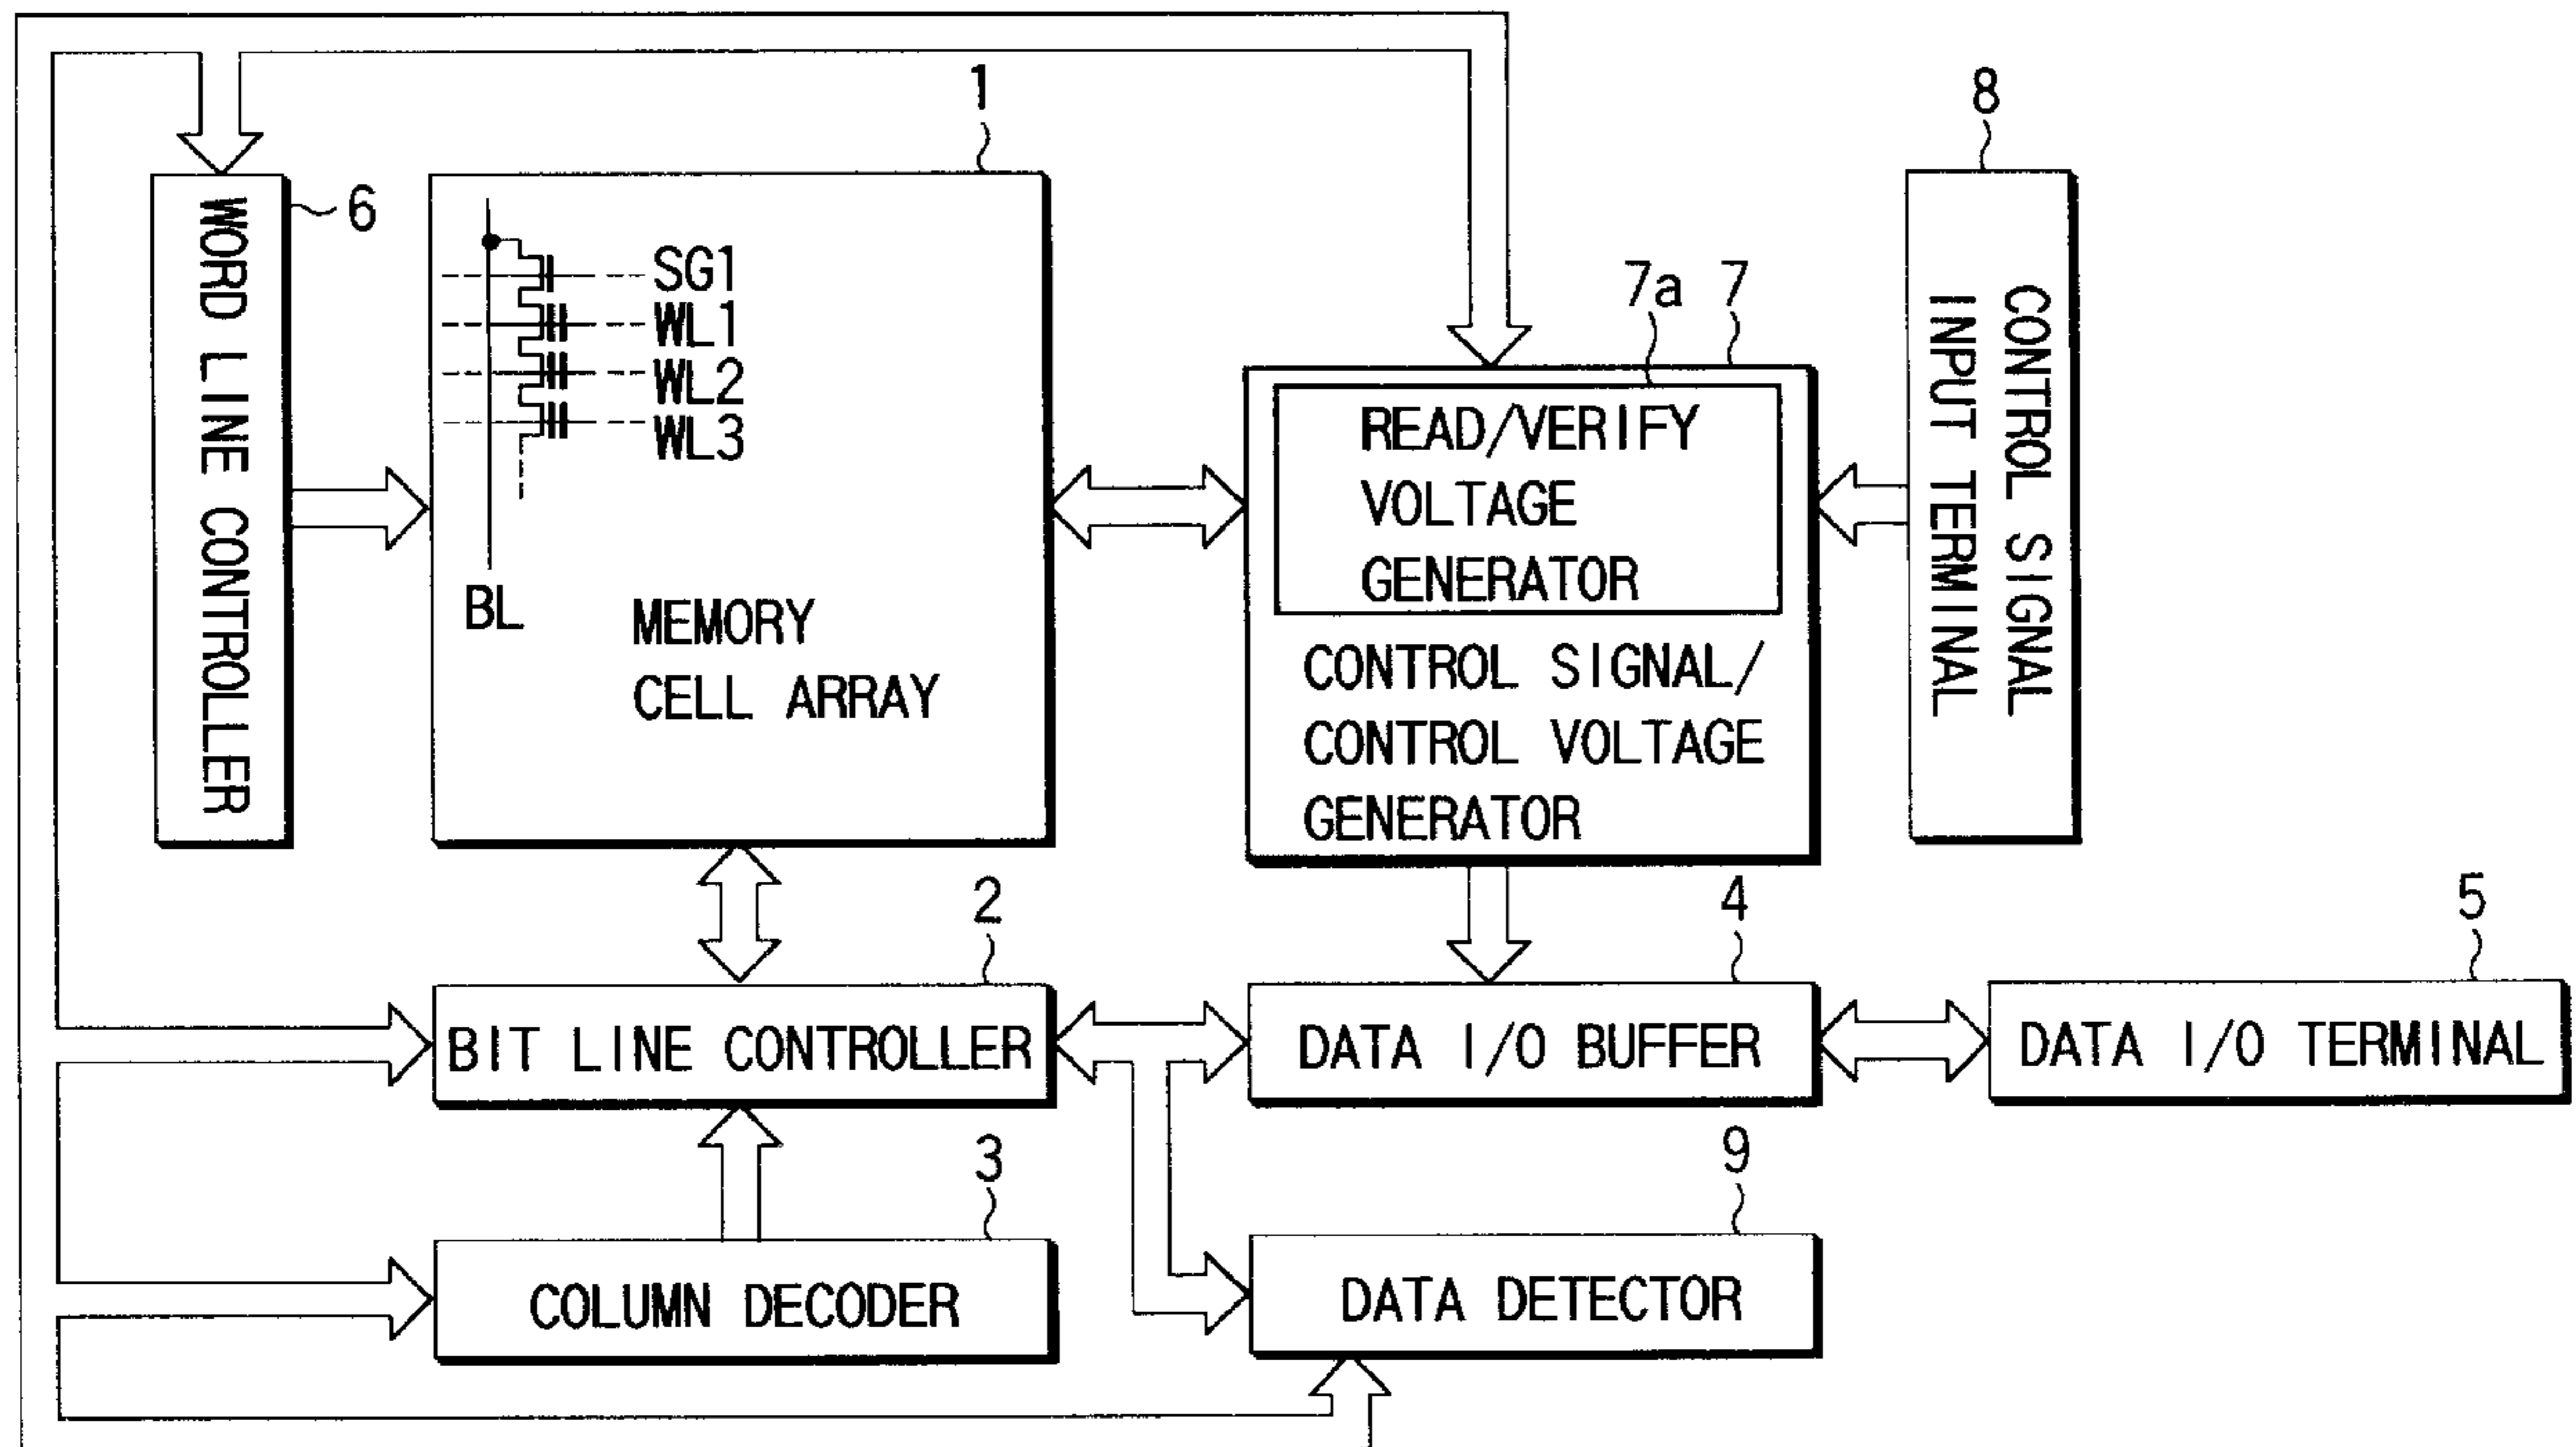 1
8
6
WORD LINE CONTROLLER
SG1
WL1
WL2
WL3
BL
MEMORY
CELL ARRAY
7a
7
READ/VERIFY
VOLTAGE
GENERATOR
CONTROL SIGNAL/
CONTROL VOLTAGE
GENERATOR
CONTROL SIGNAL
INPUT TERMINAL
2
BIT LINE CONTROLLER
4
DATA I/O BUFFER
5
DATA I/O TERMINAL
3
COLUMN DECODER
9
DATA DETECTOR